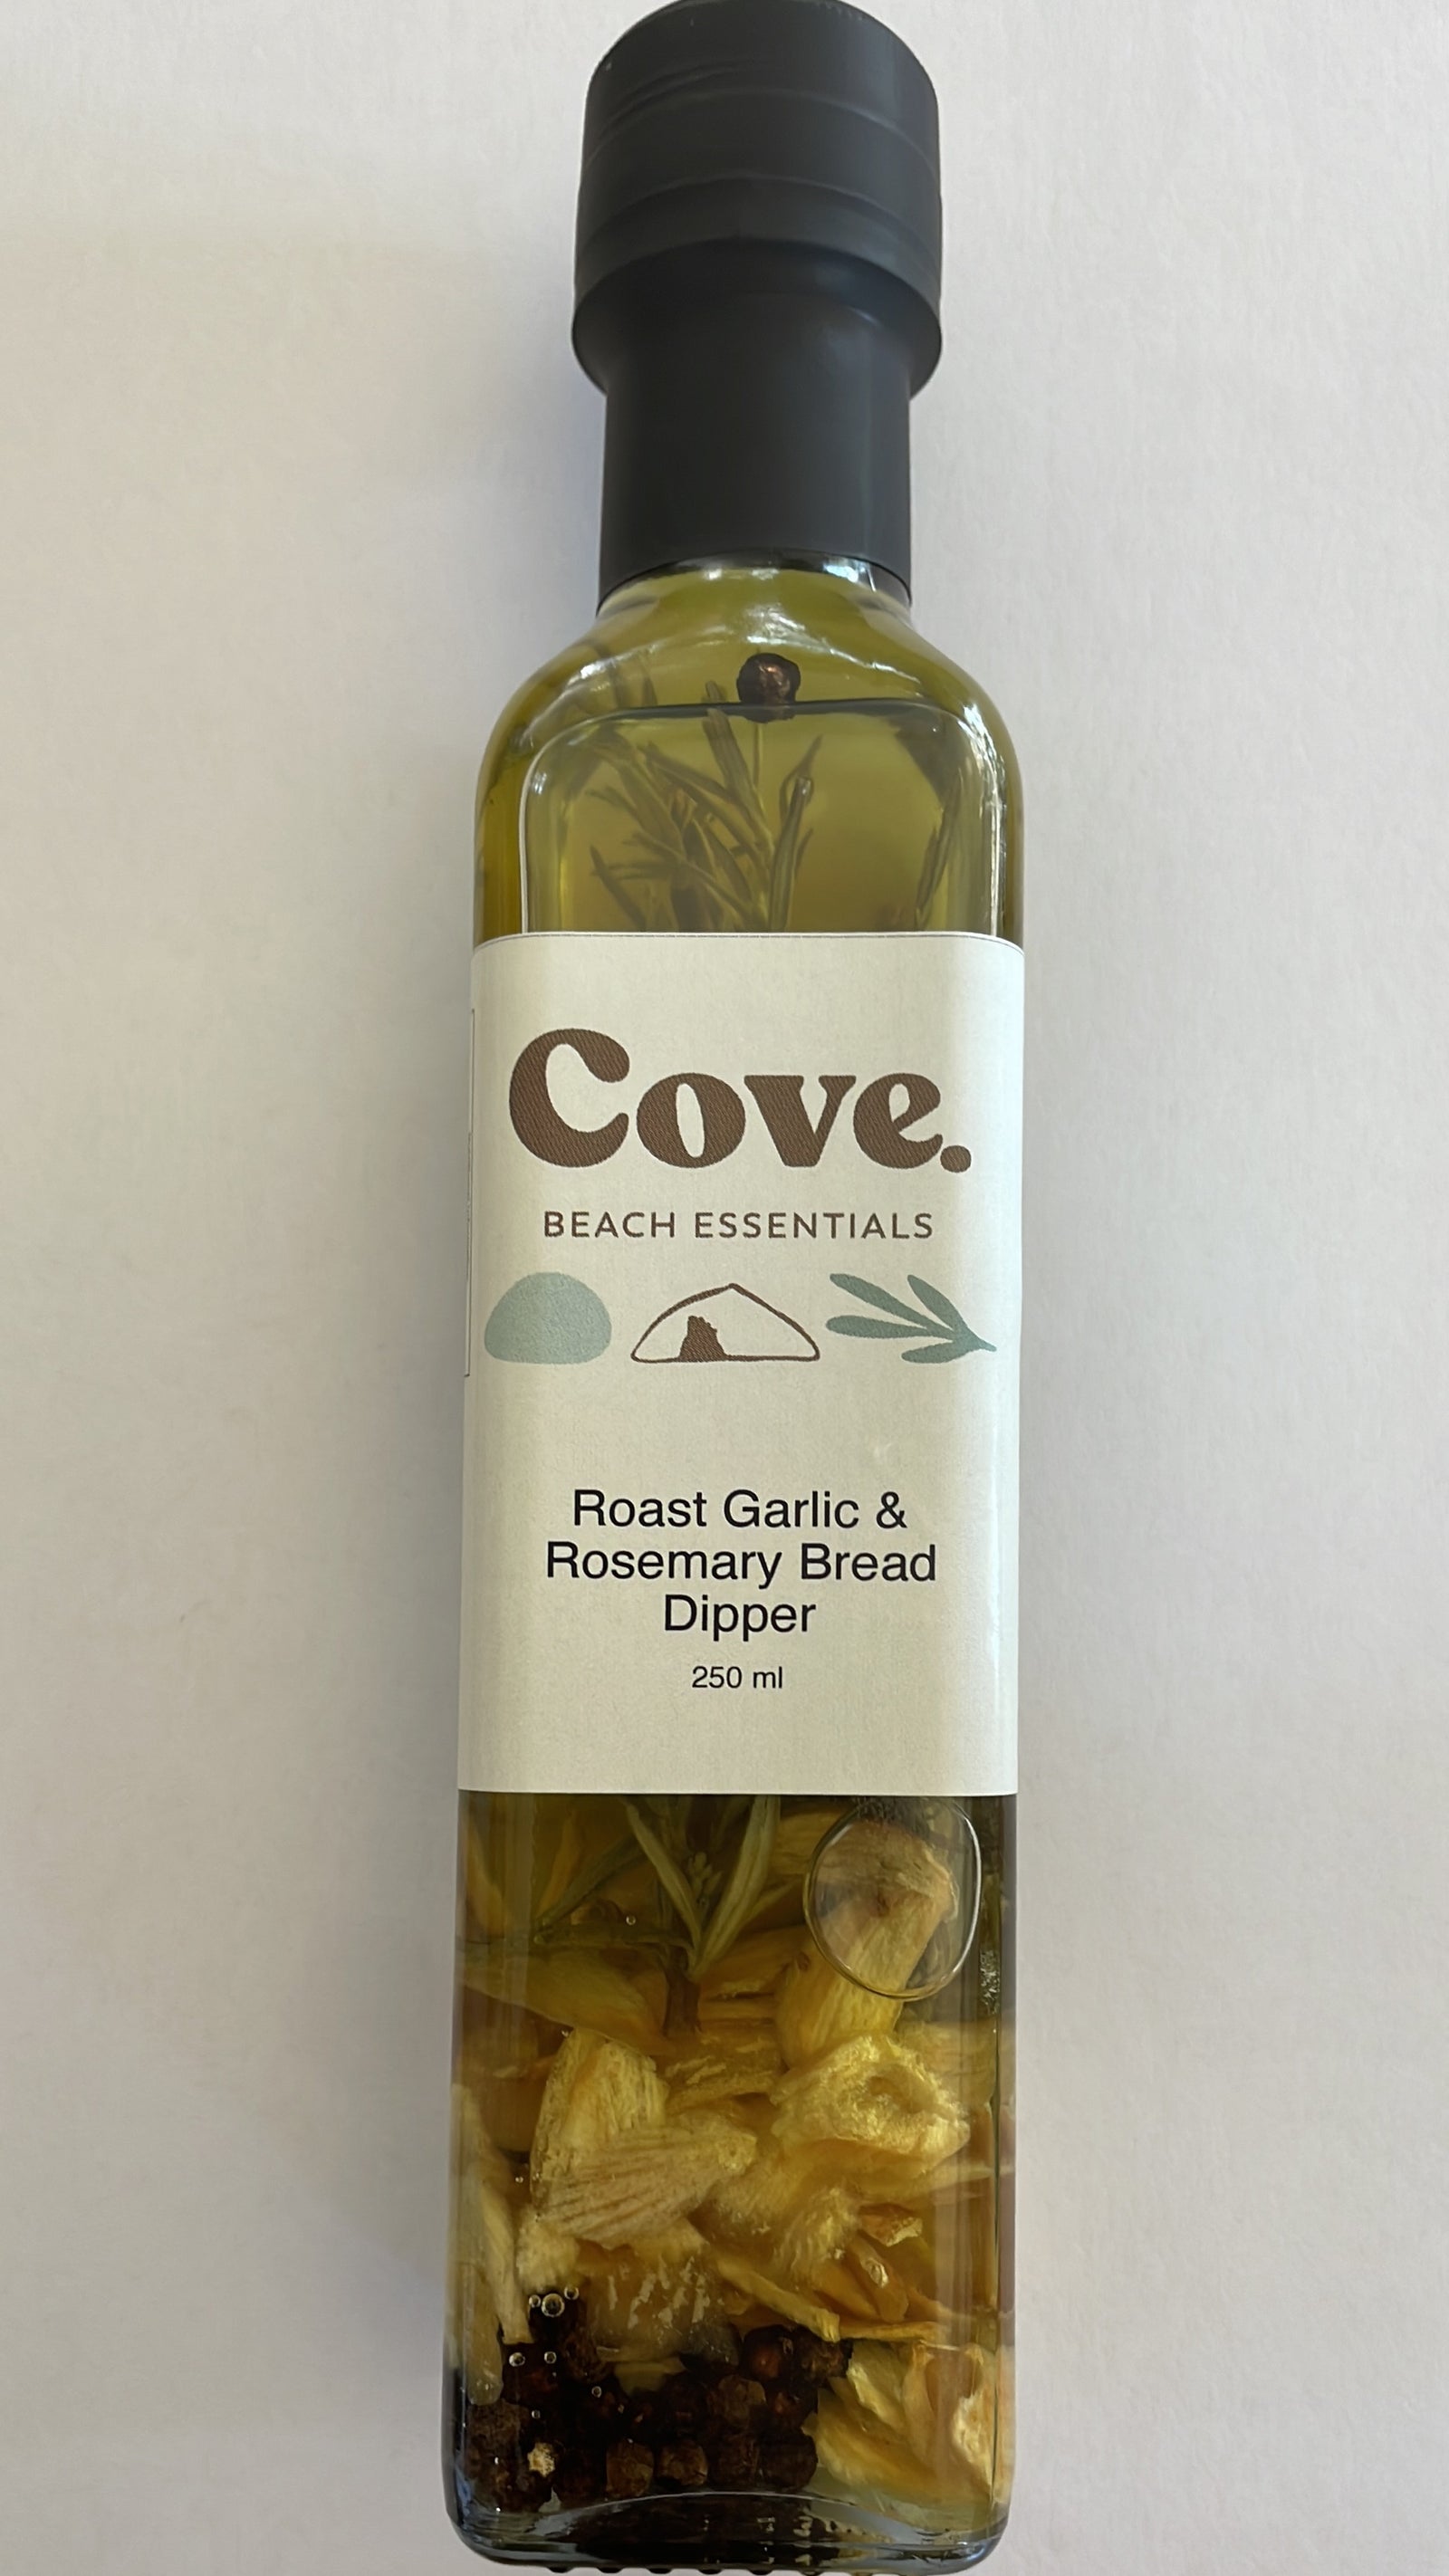 Cove.
BEACH ESSENTIALS
Roast Garlic &
Rosemary Bread
Dipper
250 ml